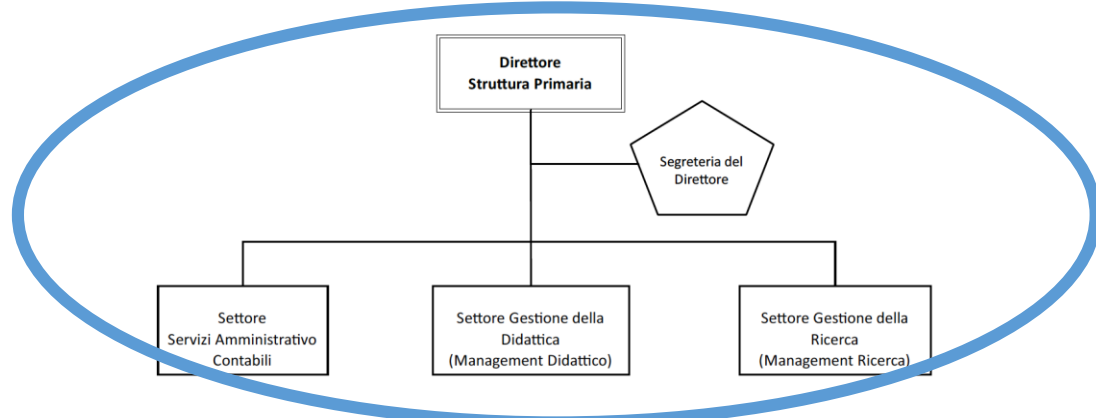 Direttore
Struttura Primaria
Segreteria del
Direttore
Settore
Servizi Amministrativo
Contabili
Settore Gestione della
Didattica
(Management Didattico)
Settore Gestione della
Ricerca
(Management Ricerca)